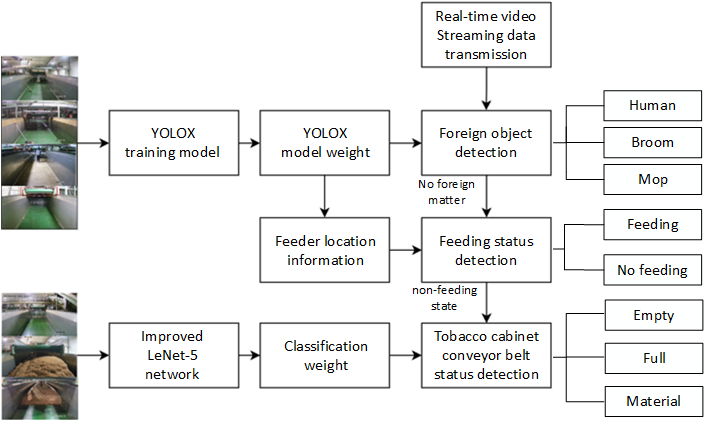 Real-time video
Streaming data
transmission
Human
YOLOX
training model
YOLOX
model weight
Foreign object
detection
Broom
Mop
No foreign
matter
Feeder location
information
Feeding status
detection
Feeding
No feeding
non-feeding
state
Improved
LeNet-5
network
Classification
weight
Tobacco cabinet
conveyor belt
status detection
Empty
Full
Material